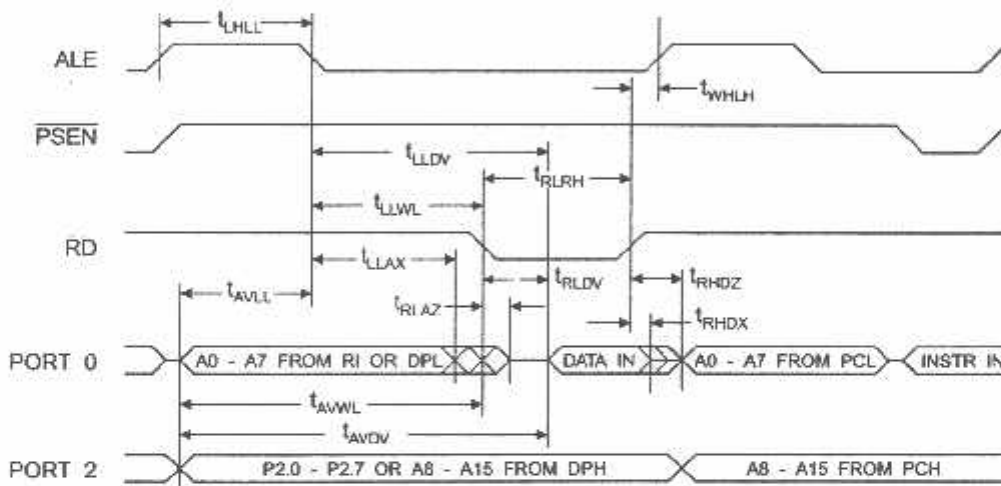 tLHLL
ALE
tWHLH
PSEN
tLLDV
tRLRH
tLLWL
RD
tLLAX
tRLDV
tRHDZ
tAVLL
tRLAZ
tRHDX
PORT 0
A0 - A7 FROM RI OR DPL
DATA IN
A0 - A7 FROM PCL
INSTR IN
tAVWL
tAVDV
PORT 2
P2.0 - P2.7 OR A8 - A15 FROM DPH
A8 - A15 FROM PCH